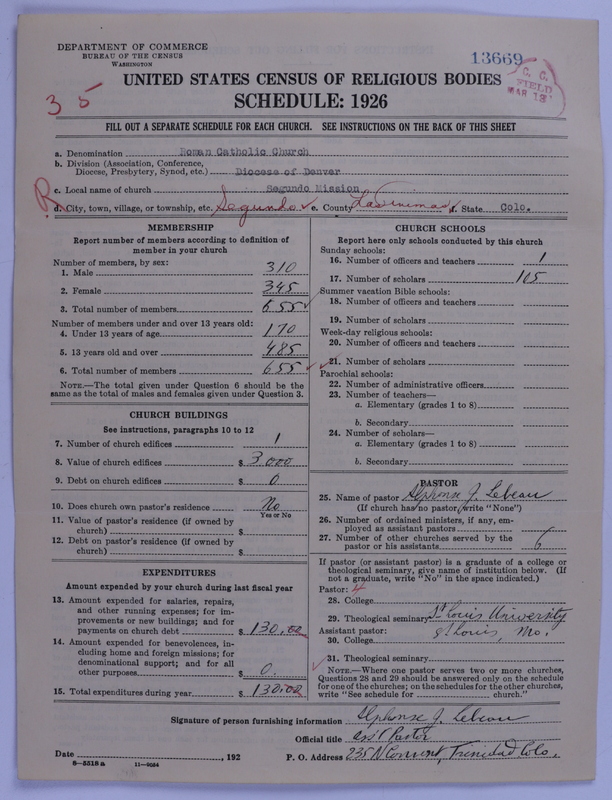 DEPARTMENT OF COMMERCE
BUREAU OF THE CENSUS
WASHINGTON
13669
C. C.
FIELD
MAR 13
35
UNITED STATES CENSUS OF RELIGIOUS BODIES
SCHEDULE: 1926
FILL OUT A SEPARATE SCHEDULE FOR EACH CHURCH. SEE INSTRUCTIONS ON THE BACK OF THIS SHEET
a. Denomination Roman Catholic Church
b. Division (Association, Conference, Diocese, Presbytery, Synod, etc.) Diocese of Denver
c. Local name of church Segundo Mission
R
d. City, town, village, or township, etc. Segundo e. County Las Animas f. State Colo.
MEMBERSHIP
Report number of members according to definition of member in your church
Number of members, by sex:
1. Male 310
2. Female 345
3. Total number of members 655
Number of members under and over 13 years old:
4. Under 13 years of age 170
5. 13 years old and over 485
6. Total number of members 655
NOTE.—The total given under Question 6 should be the same as the total of males and females given under Question 3.
CHURCH BUILDINGS
See instructions, paragraphs 10 to 12
7. Number of church edifices 1
8. Value of church edifices $ 3,000
9. Debt on church edifices $ 0
10. Does church own pastor's residence No
Yes or No
11. Value of pastor's residence (if owned by church) $
12. Debt on pastor's residence (if owned by church) $
EXPENDITURES
Amount expended by your church during last fiscal year
13. Amount expended for salaries, repairs, and other running expenses; for improvements or new buildings; and for payments on church debt $ 130.00
14. Amount expended for benevolences, including home and foreign missions; for denominational support; and for all other purposes $ 0.
15. Total expenditures during year $ 130.00
CHURCH SCHOOLS
Report here only schools conducted by this church
Sunday schools:
16. Number of officers and teachers 1
17. Number of scholars 105
Summer vacation Bible schools:
18. Number of officers and teachers
19. Number of scholars
Week-day religious schools:
20. Number of officers and teachers
21. Number of scholars
Parochial schools:
22. Number of administrative officers
23. Number of teachers—
a. Elementary (grades 1 to 8)
b. Secondary
24. Number of scholars—
a. Elementary (grades 1 to 8)
b. Secondary
PASTOR
25. Name of pastor Alphonse J. Lebeau
(If church has no pastor, write "None")
26. Number of ordained ministers, if any, employed as assistant pastors
27. Number of other churches served by the pastor or his assistants 6
If pastor (or assistant pastor) is a graduate of a college or theological seminary, give name of institution below. (If not a graduate, write "No" in the space indicated.)
Pastor: 4
28. College
29. Theological seminary St Louis University
Assistant pastor: St Louis, Mo.
30. College
31. Theological seminary
NOTE.—Where one pastor serves two or more churches, Questions 28 and 29 should be answered only on the schedule for one of the churches; on the schedules for the other churches, write "See schedule for church."
Signature of person furnishing information Alphonse J. Lebeau
Official title ass't Pastor
Date , 192
P. O. Address 235 N Convent, Trinidad Colo.
8—5518 a 11—9084